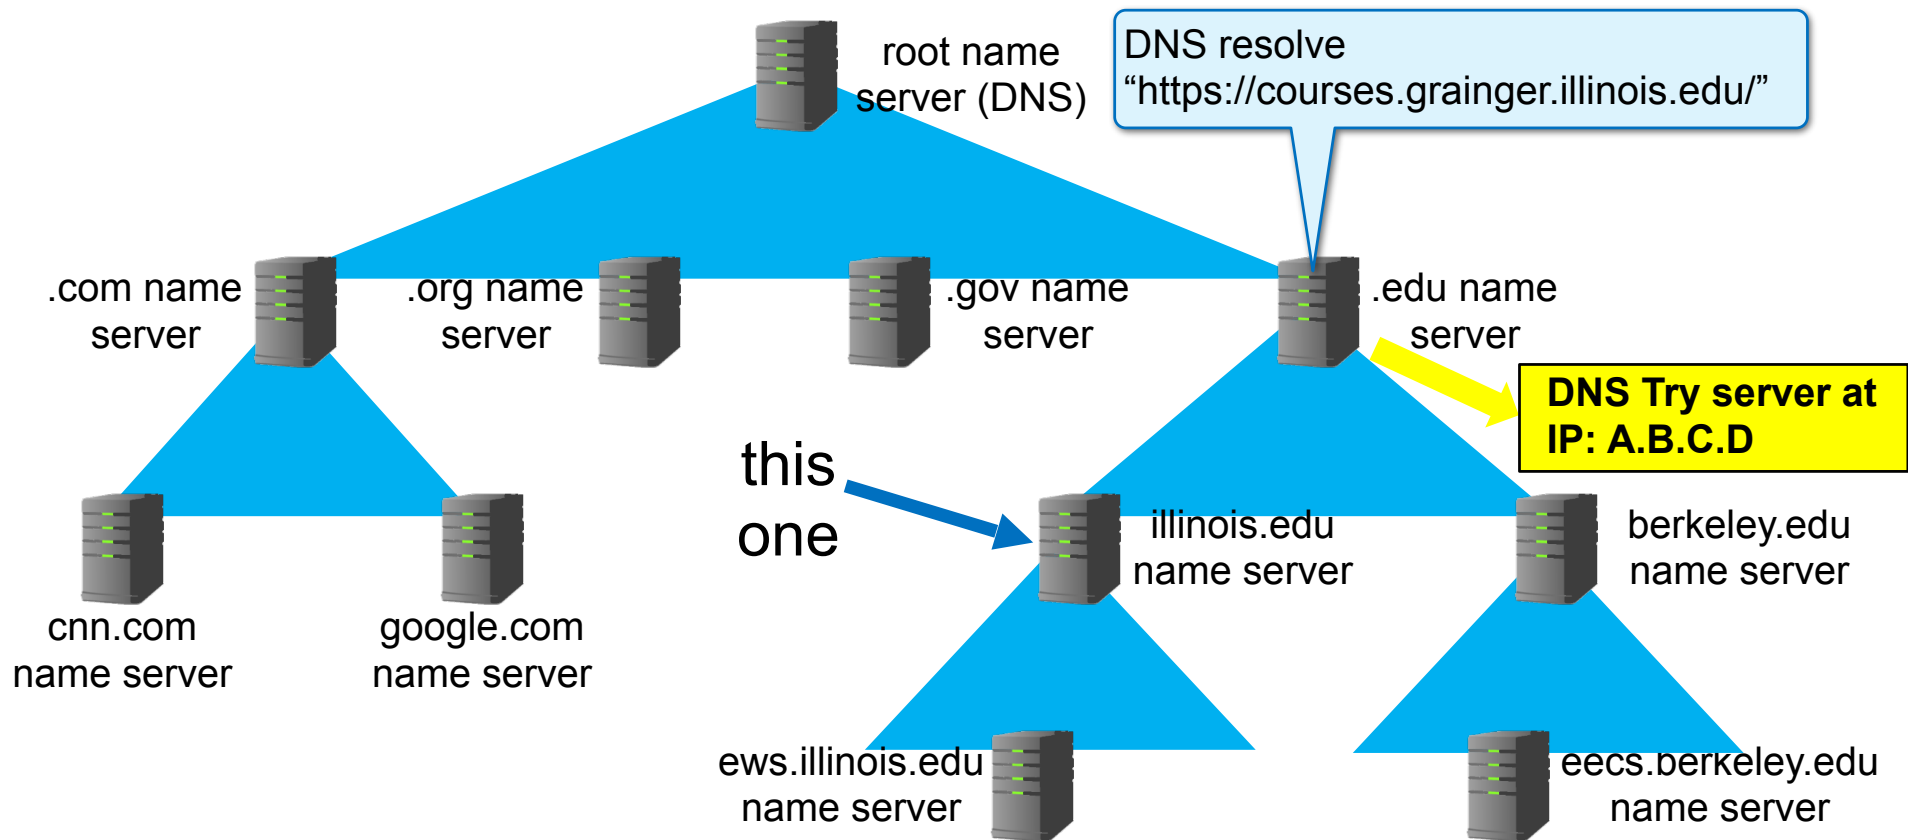 root name
server (DNS)
DNS resolve
“https://courses.grainger.illinois.edu/”
.com name
server
.org name
server
.gov name
server
.edu name
server
DNS Try server at
IP: A.B.C.D
this
one
illinois.edu
name server
berkeley.edu
name server
cnn.com
name server
google.com
name server
ews.illinois.edu
name server
eecs.berkeley.edu
name server